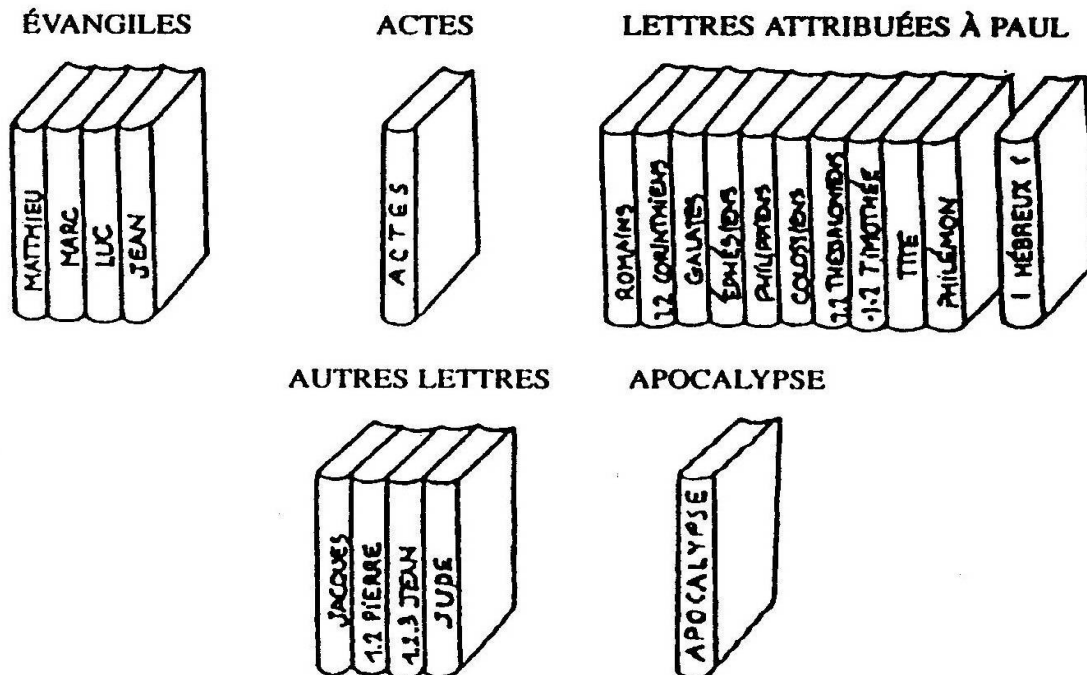 ÉVANGILES
ACTES
LETTRES ATTRIBUÉES À PAUL
MATTHIEU
MARC
LUC
JEAN
ACTES
ROMAINS
1.2 CORINTHIENS
GALATES
ÉPHÉSIENS
PHILIPPIENS
COLOSSIENS
1.2 THESSALONIENS
1.2 TIMOTHÉE
TITE
PHILÉMON
HÉBREUX
AUTRES LETTRES
APOCALYPSE
JACQUES
1.2 PIERRE
1.2.3 JEAN
JUDE
APOCALYPSE